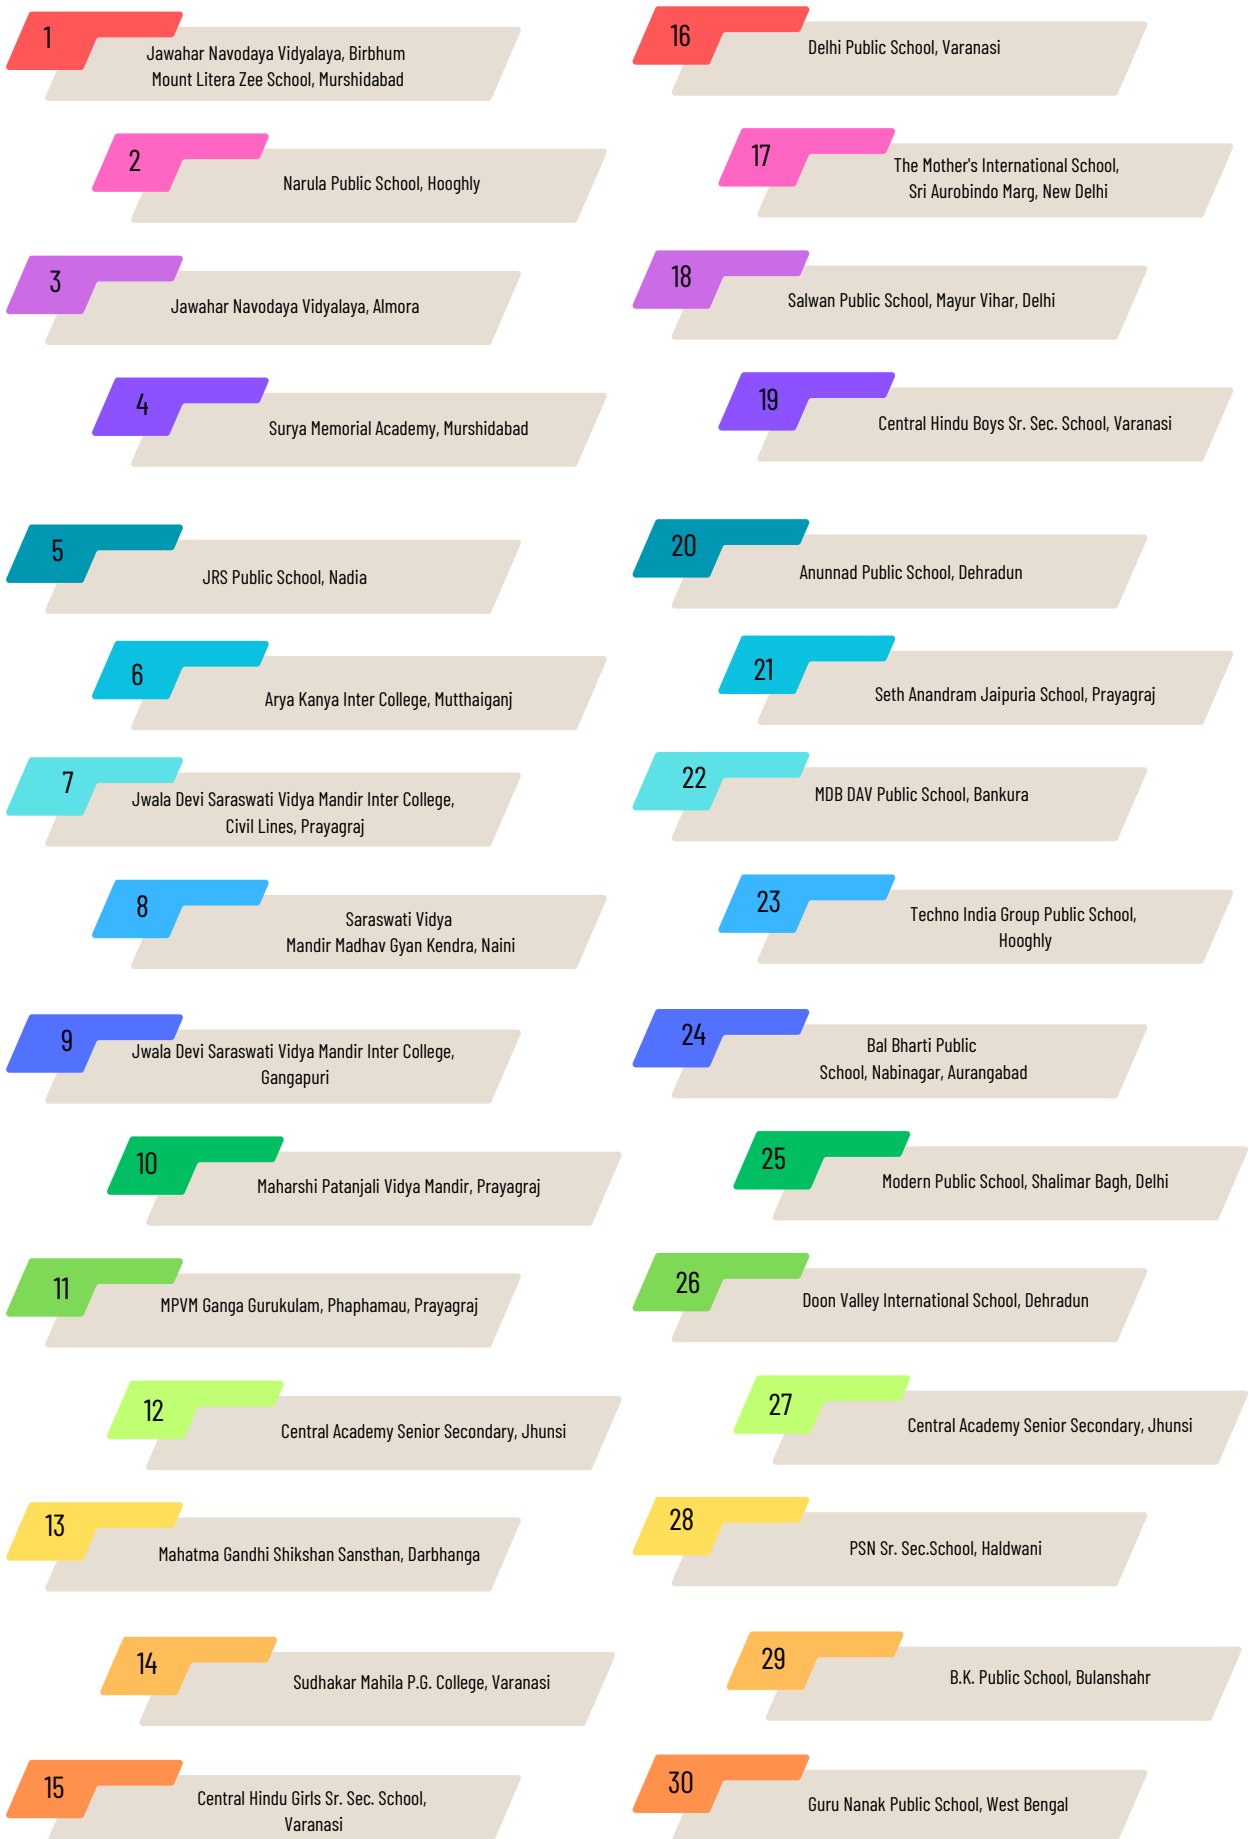 1
Jawahar Navodaya Vidyalaya, Birbhum
Mount Litera Zee School, Murshidabad
2
Narula Public School, Hooghly
3
Jawahar Navodaya Vidyalaya, Almora
4
Surya Memorial Academy, Murshidabad
5
JRS Public School, Nadia
6
Arya Kanya Inter College, Mutthaiganj
7
Jwala Devi Saraswati Vidya Mandir Inter College,
Civil Lines, Prayagraj
8
Saraswati Vidya
Mandir Madhav Gyan Kendra, Naini
9
Jwala Devi Saraswati Vidya Mandir Inter College,
Gangapuri
10
Maharshi Patanjali Vidya Mandir, Prayagraj
11
MPVM Ganga Gurukulam, Phaphamau, Prayagraj
12
Central Academy Senior Secondary, Jhunsi
13
Mahatma Gandhi Shikshan Sansthan, Darbhanga
14
Sudhakar Mahila P.G. College, Varanasi
15
Central Hindu Girls Sr. Sec. School,
Varanasi
16
Delhi Public School, Varanasi
17
The Mother's International School,
Sri Aurobindo Marg, New Delhi
18
Salwan Public School, Mayur Vihar, Delhi
19
Central Hindu Boys Sr. Sec. School, Varanasi
20
Anunnad Public School, Dehradun
21
Seth Anandram Jaipuria School, Prayagraj
22
MDB DAV Public School, Bankura
23
Techno India Group Public School,
Hooghly
24
Bal Bharti Public
School, Nabinagar, Aurangabad
25
Modern Public School, Shalimar Bagh, Delhi
26
Doon Valley International School, Dehradun
27
Central Academy Senior Secondary, Jhunsi
28
PSN Sr. Sec.School, Haldwani
29
B.K. Public School, Bulanshahr
30
Guru Nanak Public School, West Bengal